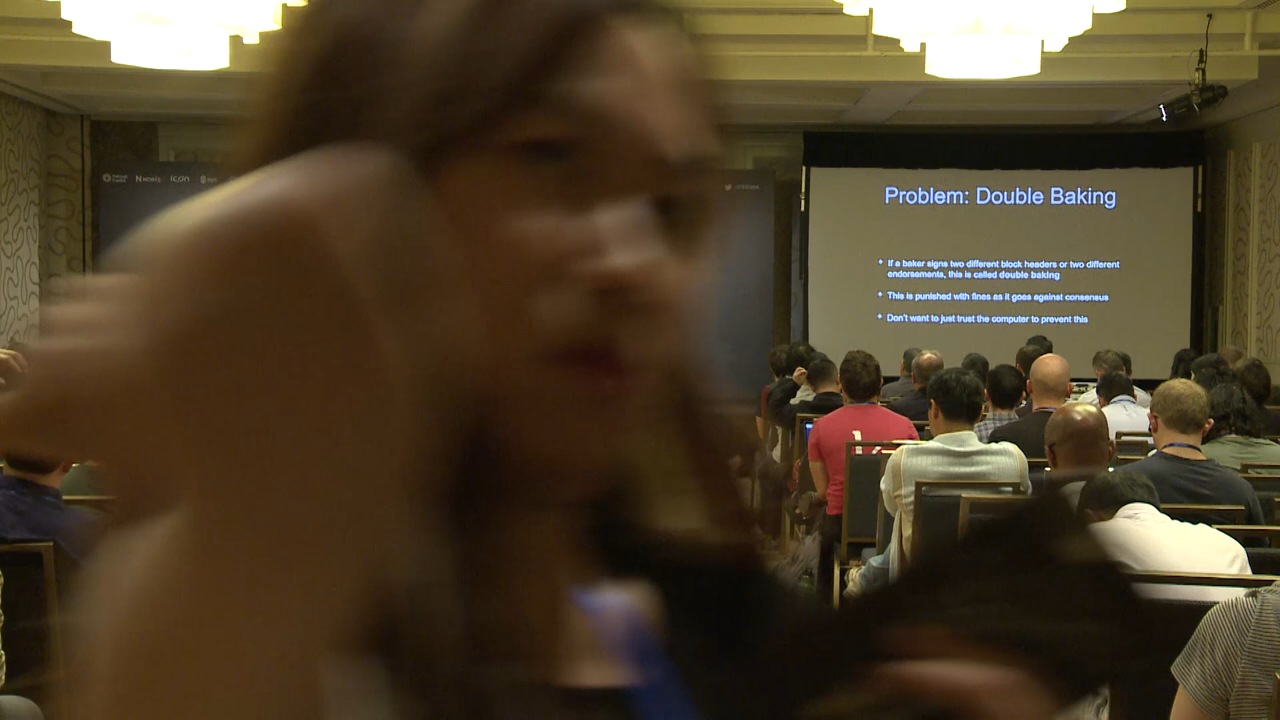 NOMIS ICON
Problem: Double Baking
If a baker signs two different block headers or two different
endorsements, this is called double baking
This is punished with fines as it goes against consensus
Don't want to just trust the computer to prevent this